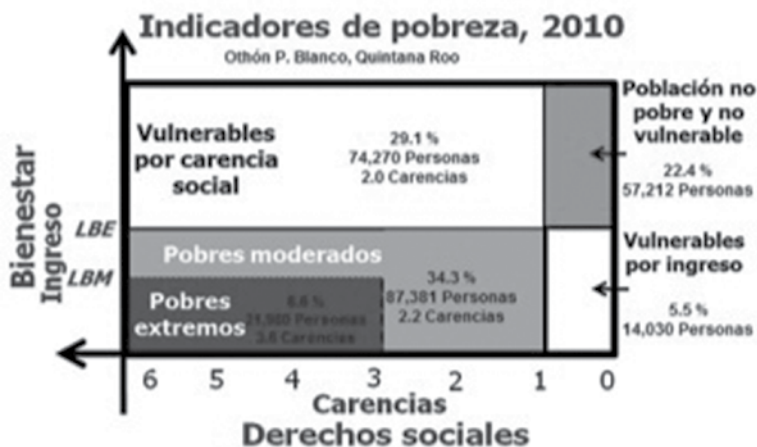 Indicadores de pobreza, 2010
Othón P. Blanco, Quintana Roo
Bienestar
Ingreso
LBE
LBM
Vulnerables
por carencia
social
29.1 %
74,270 Personas
2.0 Carencias
Población no
pobre y no
vulnerable
22.4 %
57,212 Personas
Pobres moderados
34.3 %
87,381 Personas
2.2 Carencias
Pobres
extremos
Personas
Carencias
Vulnerables
por ingreso
5.5 %
14,030 Personas
6 5 4 3 2 1 0
Carencias
Derechos sociales